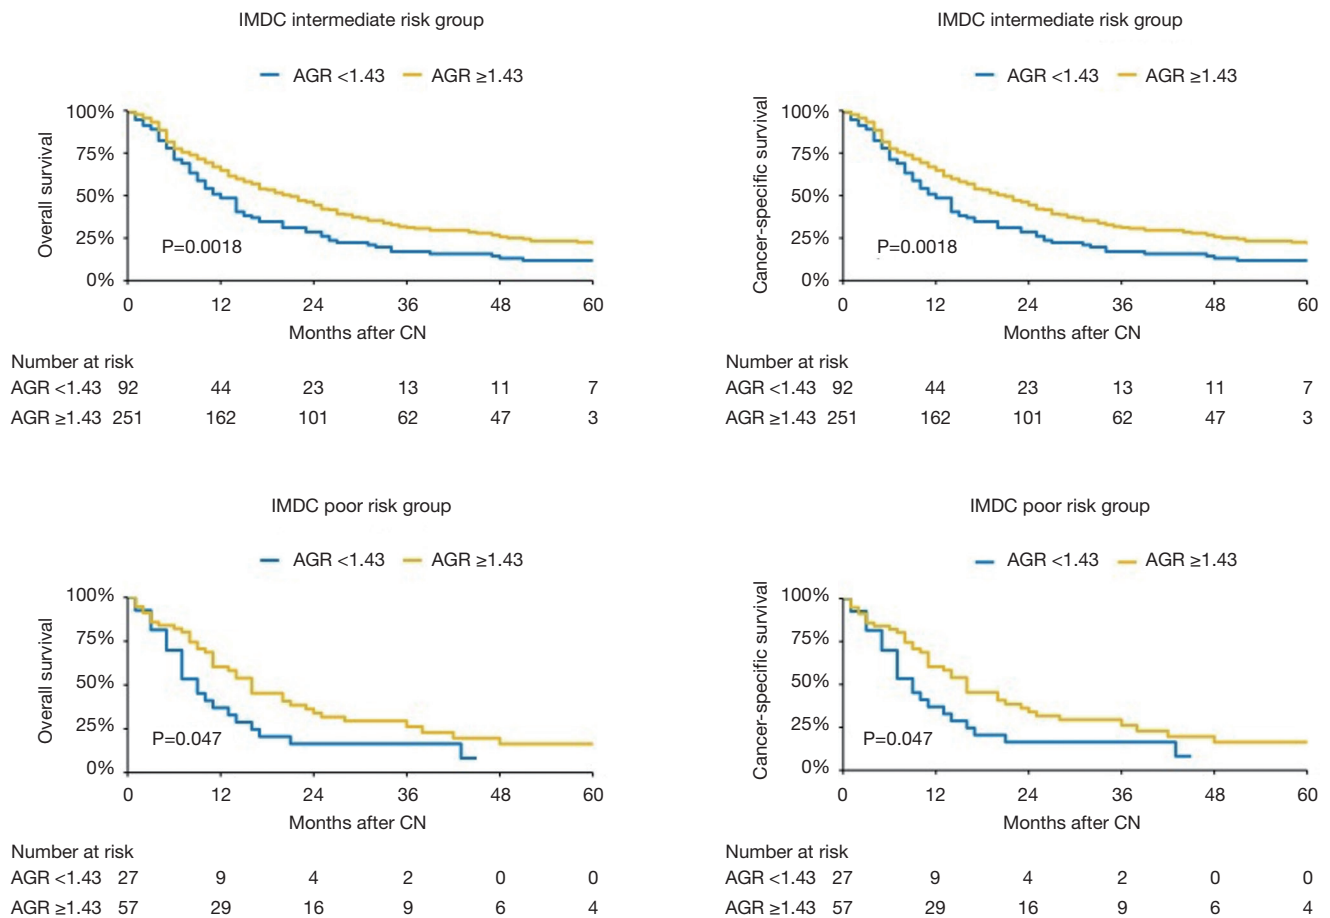 IMDC intermediate risk group
AGR <1.43 AGR ≥1.43
Overall survival
100%
75%
50%
25%
0%
P=0.0018
0 12 24 36 48 60
Months after CN
Number at risk
AGR <1.43 92 44 23 13 11 7
AGR ≥1.43 251 162 101 62 47 3
IMDC intermediate risk group
AGR <1.43 AGR ≥1.43
Cancer-specific survival
100%
75%
50%
25%
0%
P=0.0018
0 12 24 36 48 60
Months after CN
Number at risk
AGR <1.43 92 44 23 13 11 7
AGR ≥1.43 251 162 101 62 47 3
IMDC poor risk group
AGR <1.43 AGR ≥1.43
Overall survival
100%
75%
50%
25%
0%
P=0.047
0 12 24 36 48 60
Months after CN
Number at risk
AGR <1.43 27 9 4 2 0 0
AGR ≥1.43 57 29 16 9 6 4
IMDC poor risk group
AGR <1.43 AGR ≥1.43
Cancer-specific survival
100%
75%
50%
25%
0%
P=0.047
0 12 24 36 48 60
Months after CN
Number at risk
AGR <1.43 27 9 4 2 0 0
AGR ≥1.43 57 29 16 9 6 4